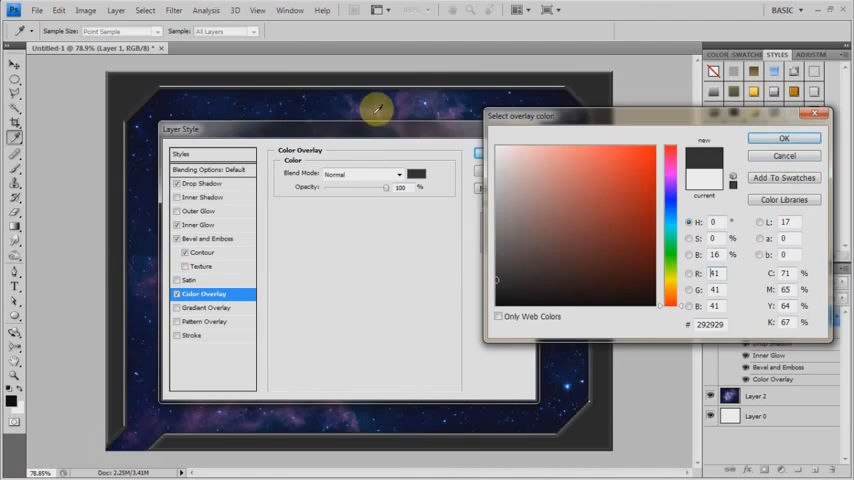 Ps File Edit Image Layer Select Filter Analysis 3D View Window Help
BASIC
Sample Size: Point Sample Sample: All Layers
Untitled-1 @ 78.9% (Layer 1, RGB/8) *
COLOR SWATCHE STYLES ADJUSTM
Layer Style
Styles
Blending Options: Default
Drop Shadow
Inner Shadow
Outer Glow
Inner Glow
Bevel and Emboss
Contour
Texture
Satin
Color Overlay
Gradient Overlay
Pattern Overlay
Stroke
Color Overlay
Color
Blend Mode: Normal
Opacity: 100 %
Select overlay color:
new
current
OK
Cancel
Add To Swatches
Color Libraries
H: 0 °
S: 0 %
B: 16 %
R: 41
G: 41
B: 41
# 292929
L: 17
a: 0
b: 0
C: 71 %
M: 65 %
Y: 64 %
K: 67 %
Only Web Colors
Drop Shadow
Inner Glow
Bevel and Emboss
Color Overlay
Layer 2
Layer 0
78.85% Doc: 2.25M/3.41M